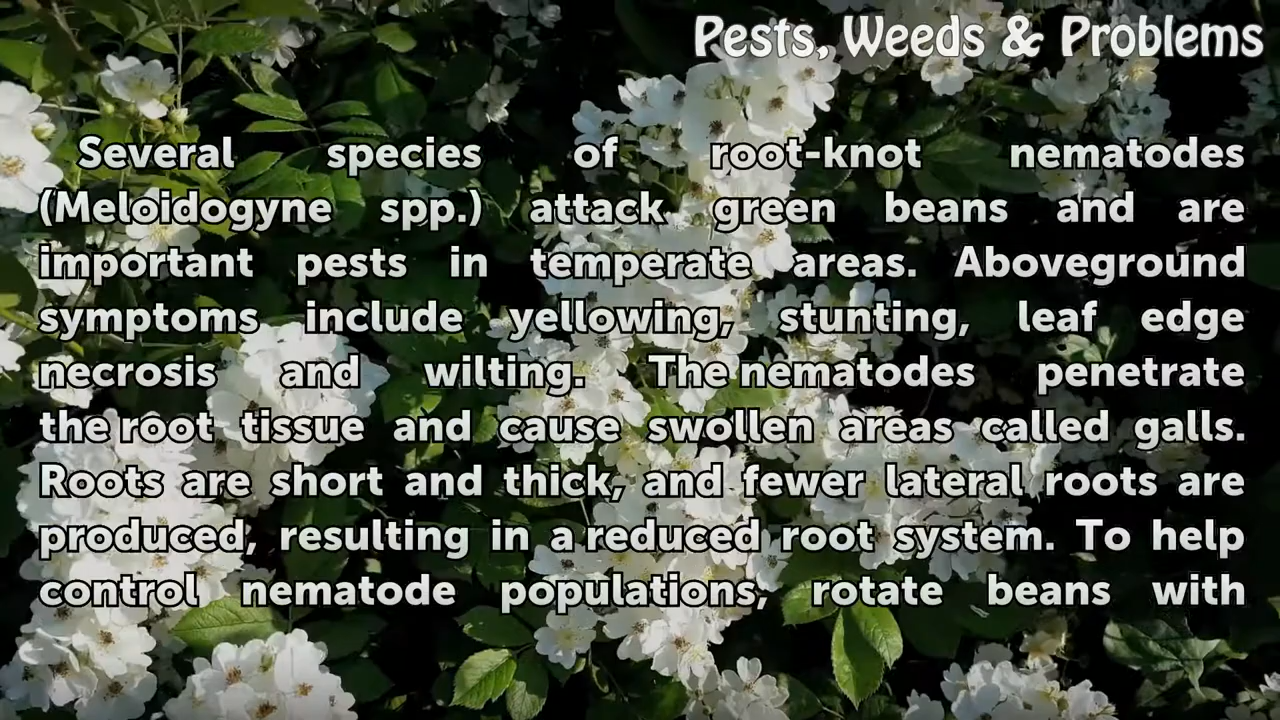 Pests, Weeds & Problems
Several species of root-knot nematodes
(Meloidogyne spp.) attack green beans and are
important pests in temperate areas. Aboveground
symptoms include yellowing, stunting, leaf edge
necrosis and wilting. The nematodes penetrate
the root tissue and cause swollen areas called galls.
Roots are short and thick, and fewer lateral roots are
produced, resulting in a reduced root system. To help
control nematode populations, rotate beans with